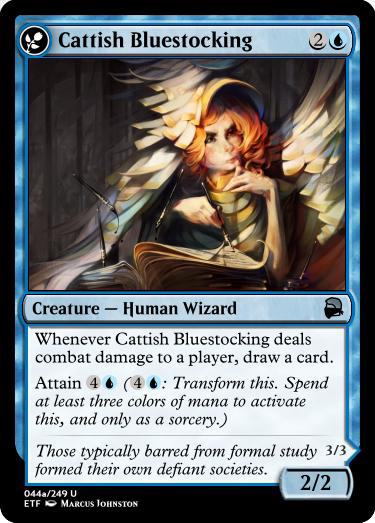 Cattish Bluestocking 2
Creature — Human Wizard
Whenever Cattish Bluestocking deals
combat damage to a player, draw a card.
Attain 4 (4: Transform this. Spend
at least three colors of mana to activate
this, and only as a sorcery.)
Those typically barred from formal study 3/3
formed their own defiant societies.
2/2
044a/249 U
ETF Marcus Johnston